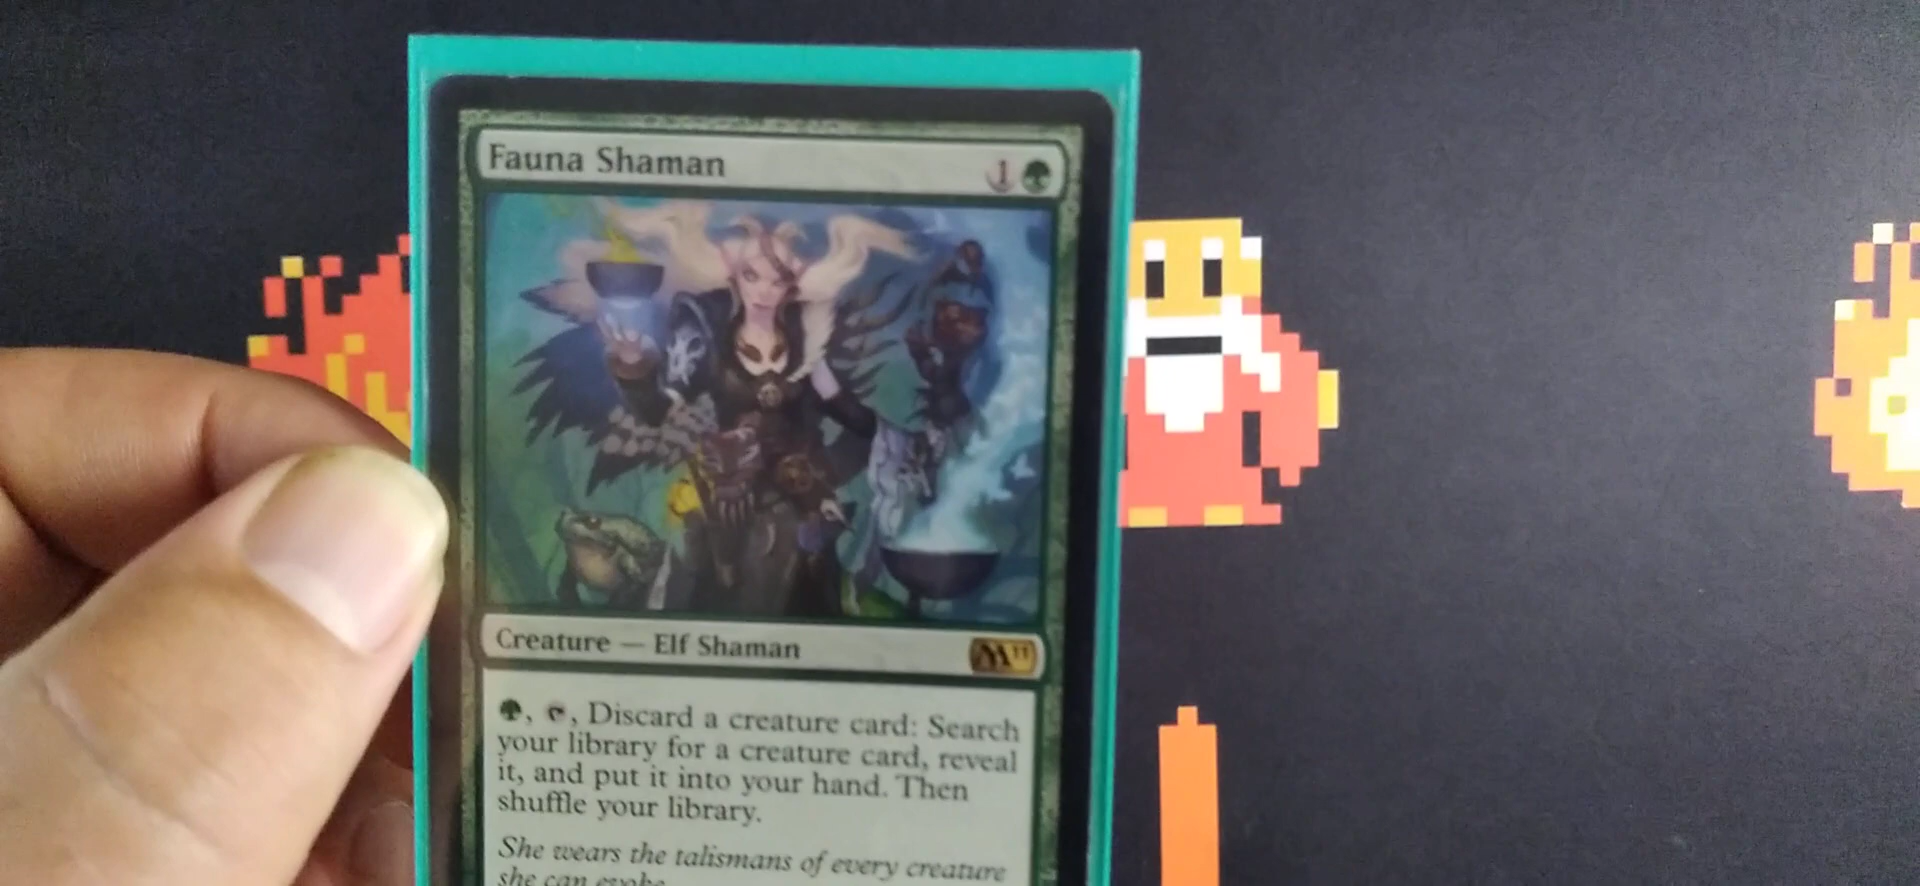 Fauna Shaman 1
Creature — Elf Shaman
M11
, , Discard a creature card: Search
your library for a creature card, reveal
it, and put it into your hand. Then
shuffle your library.
She wears the talismans of every creature
she can evoke.